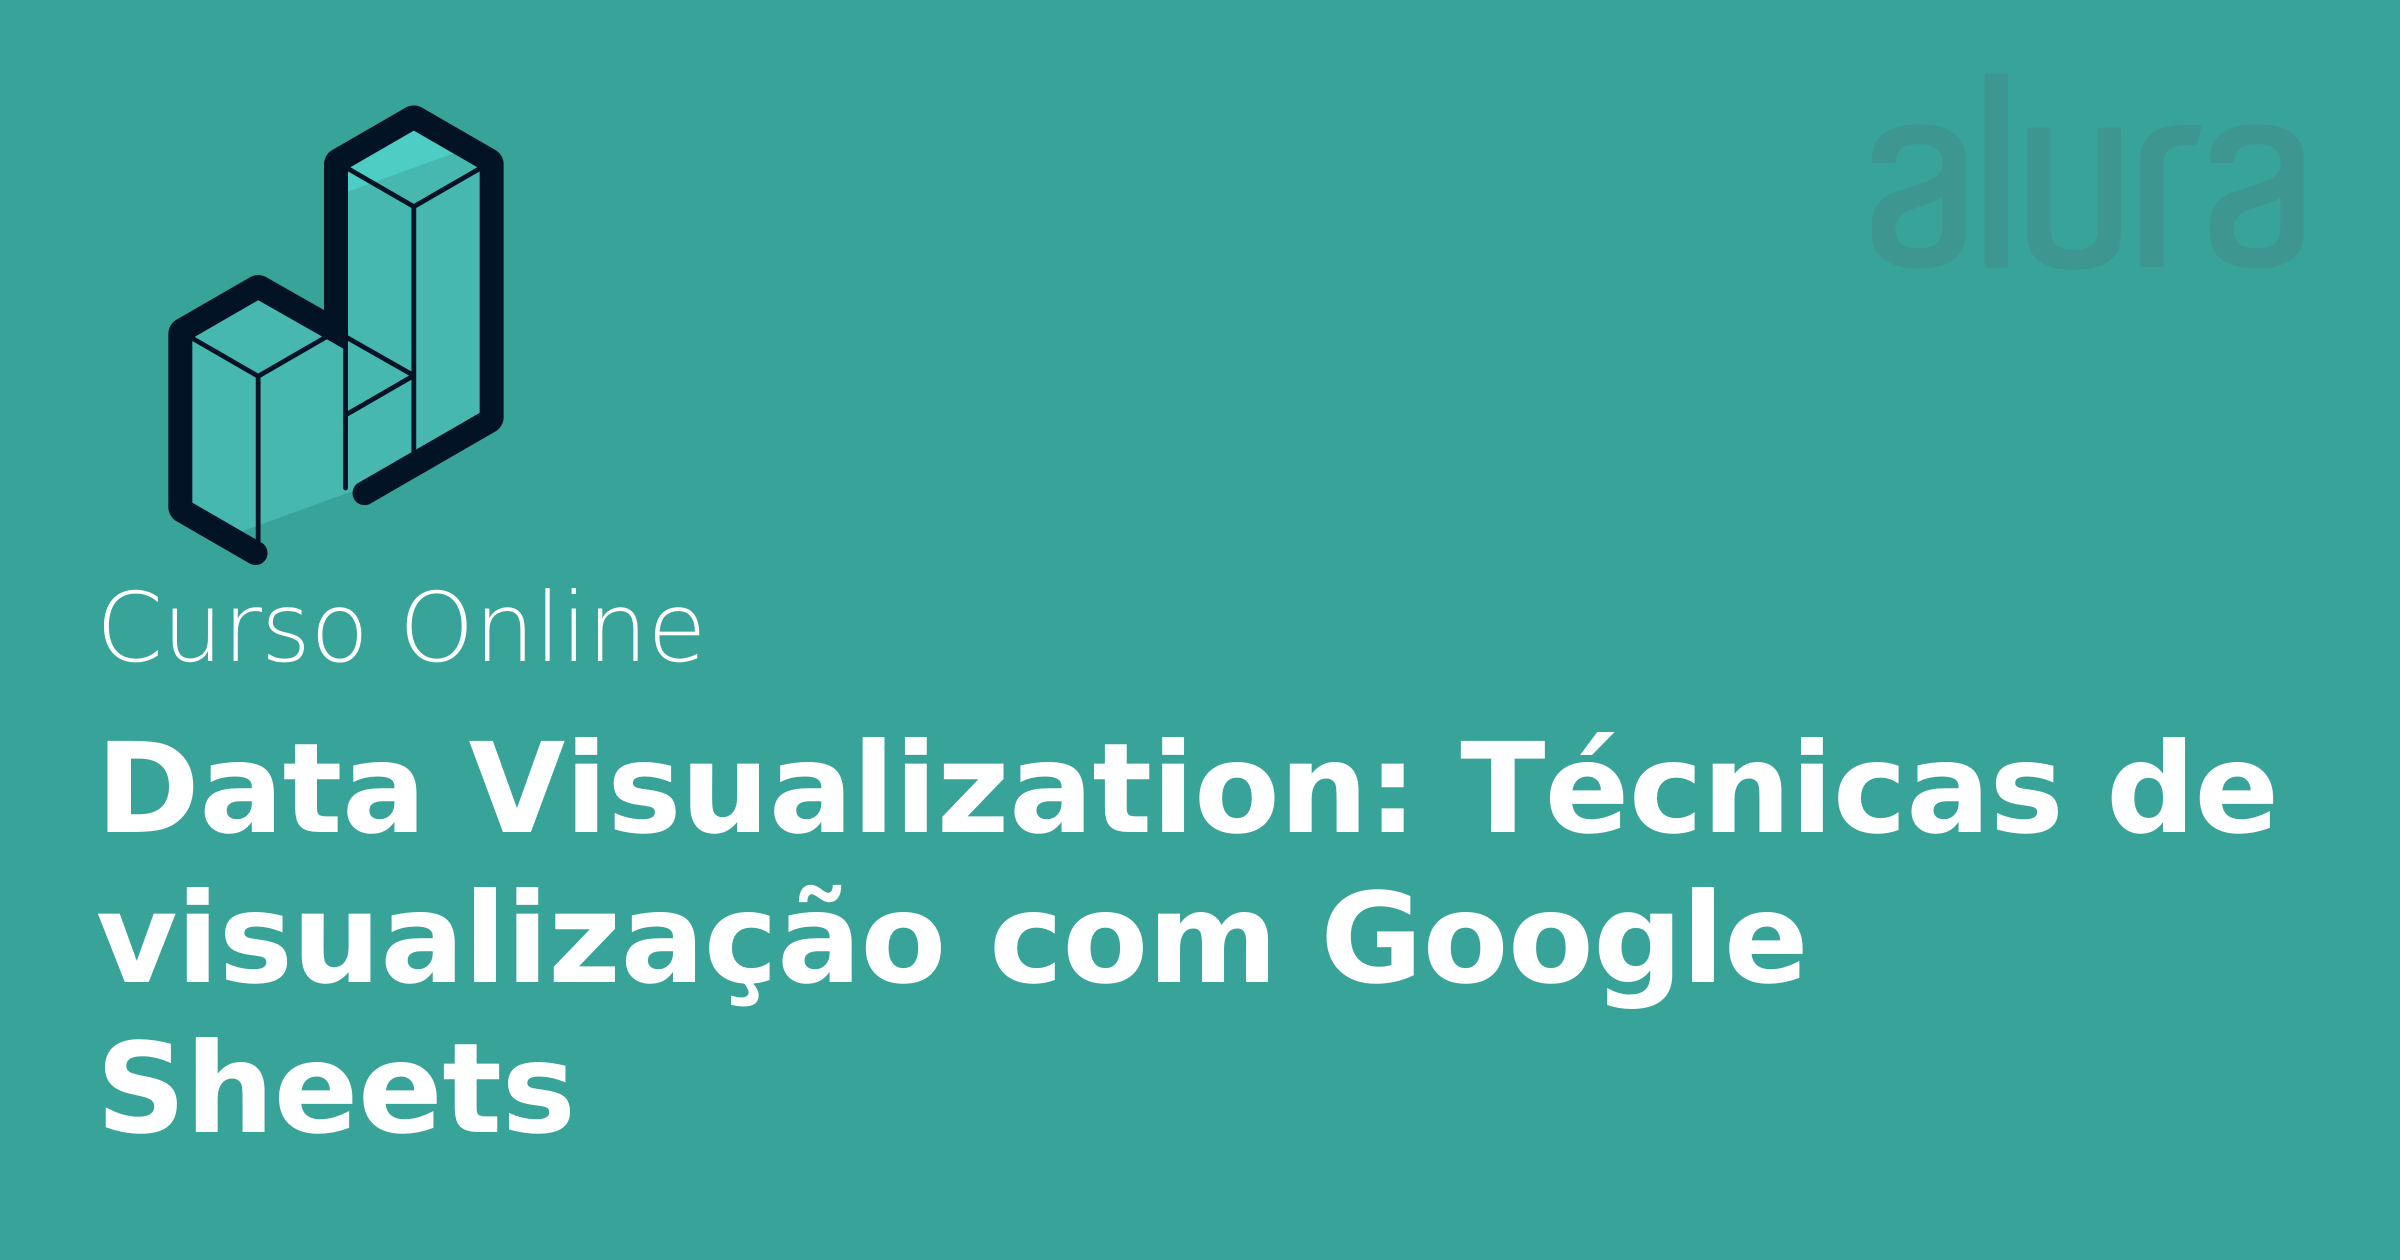 alura
Curso Online
Data Visualization: Técnicas de
visualização com Google
Sheets